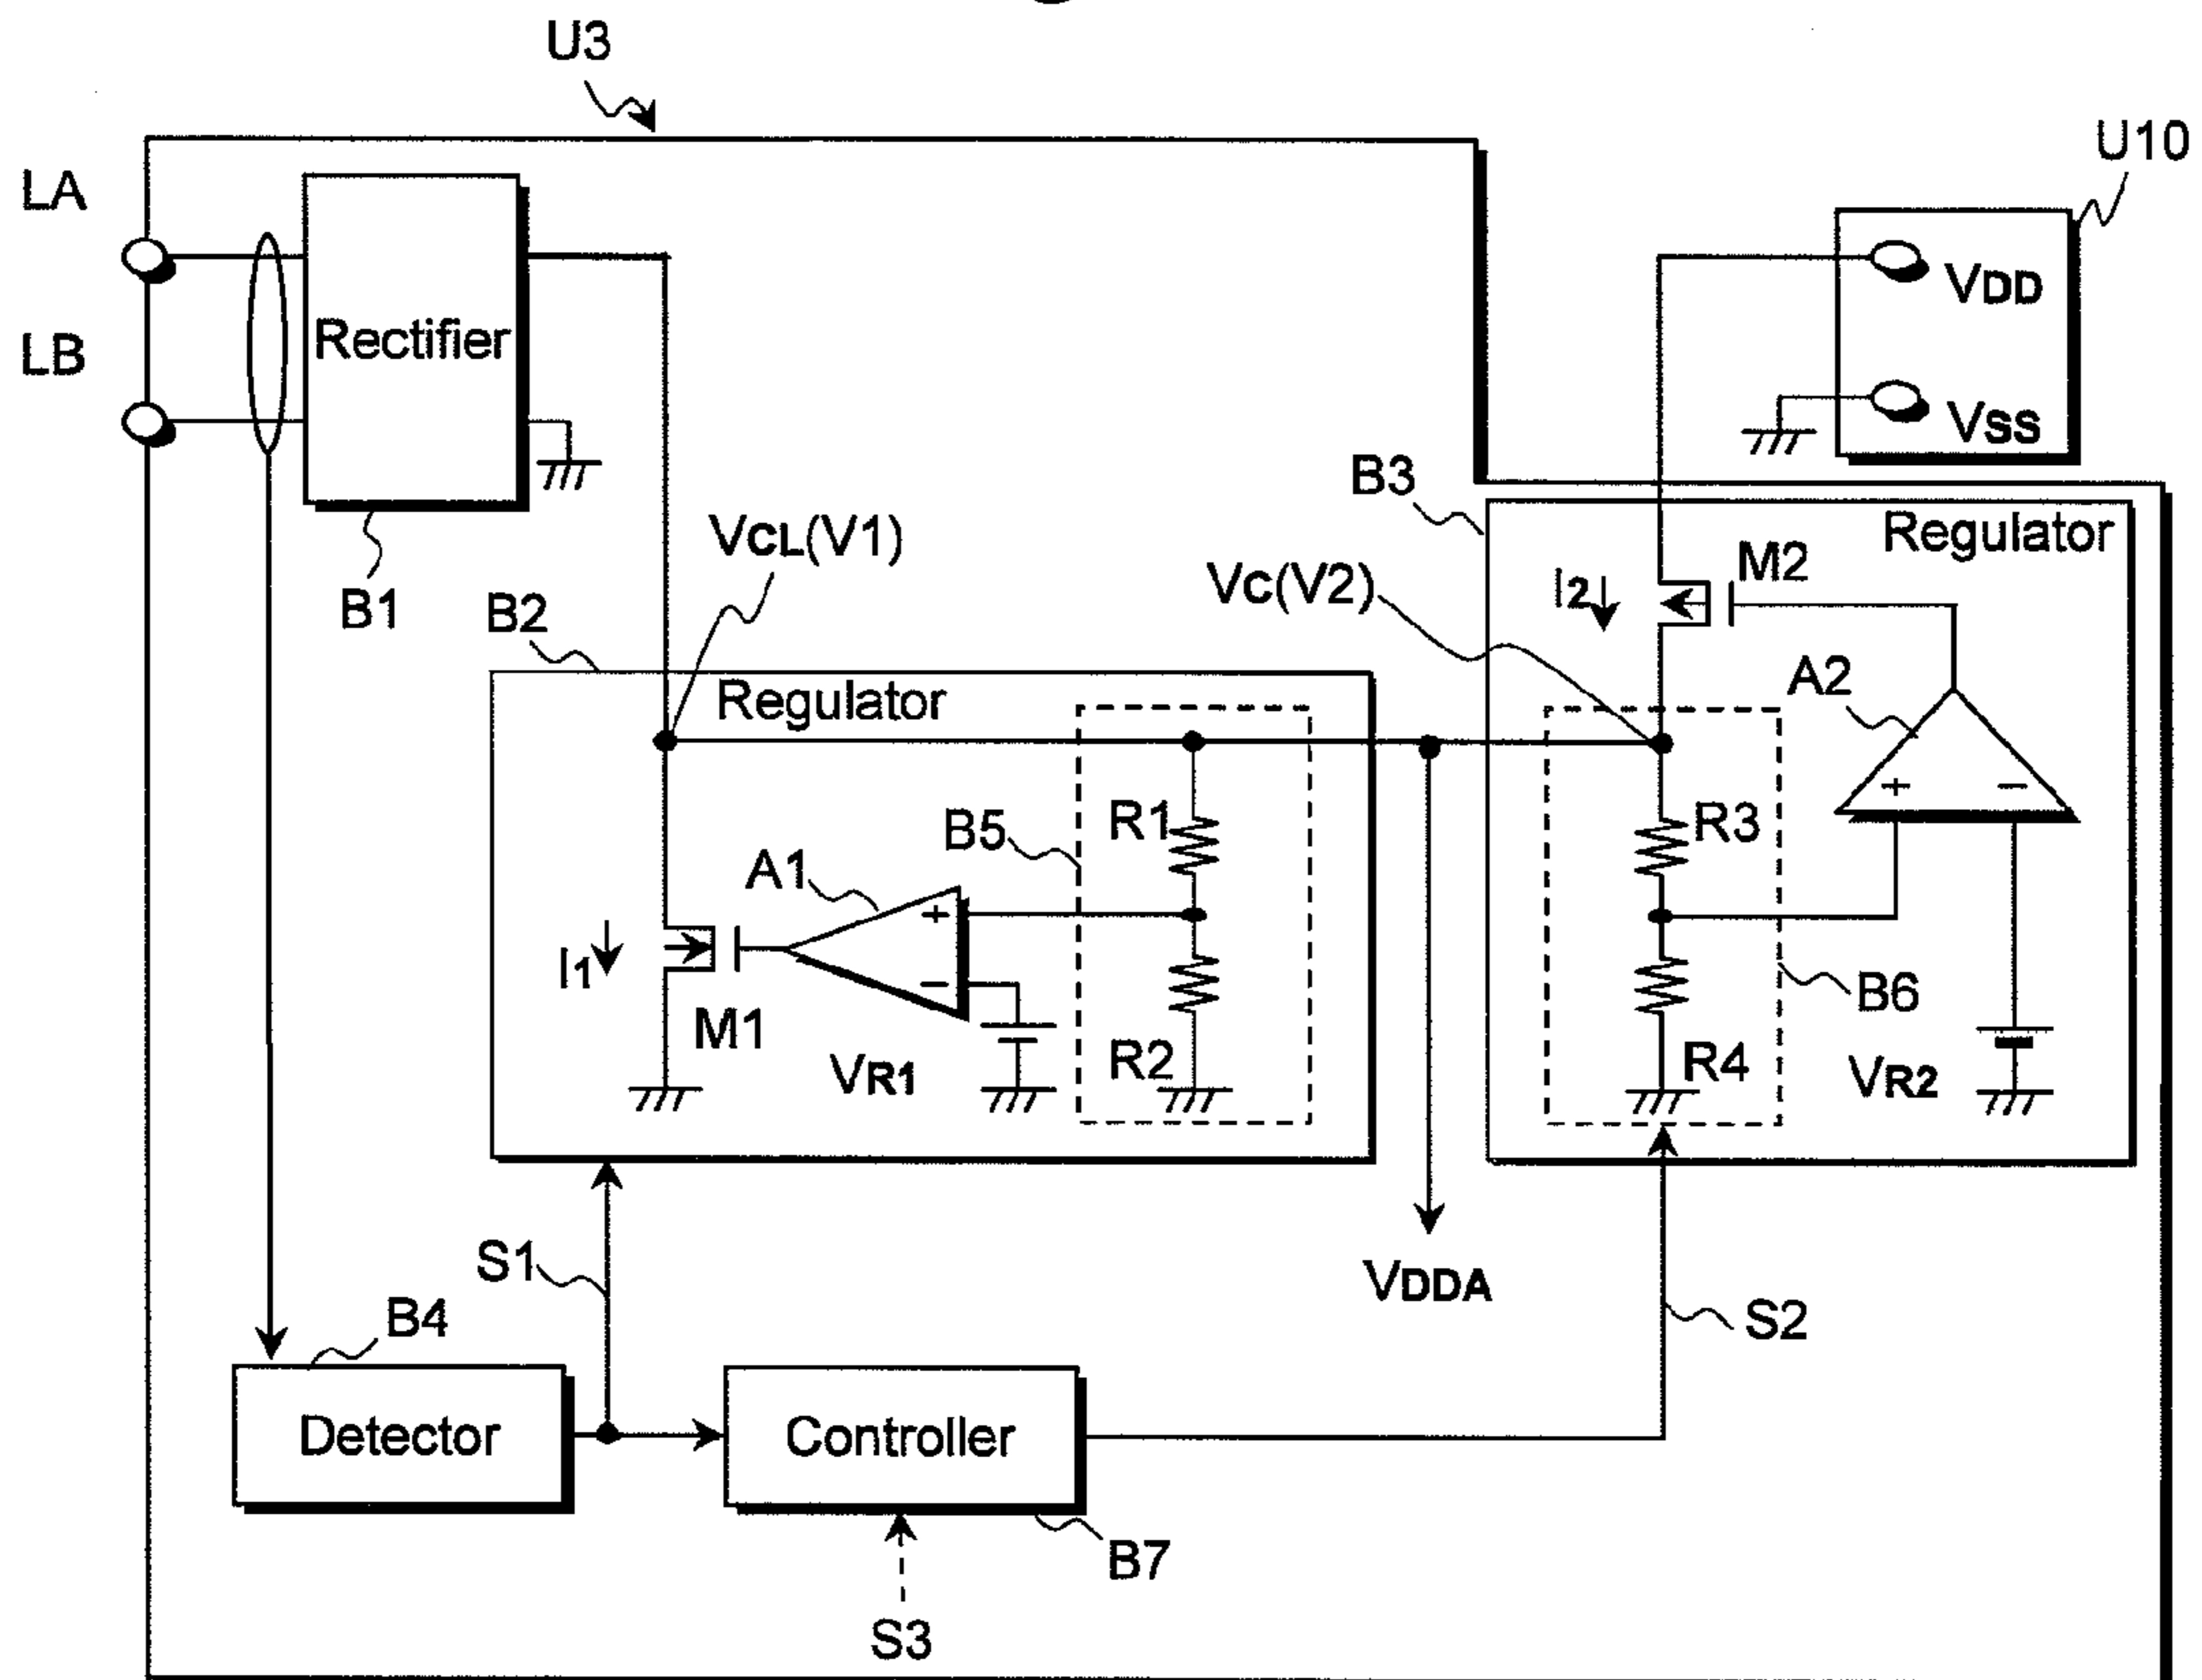 U3
U10
LA
LB
Rectifier
B1
VDD
VSS
B3
Regulator
VCL(V1)
VC(V2)
I2
M2
B2
Regulator
A2
+
−
B5
R1
R3
A1
+
−
I1
M1
VR1
R2
B6
R4
VR2
S1
VDDA
S2
B4
Detector
Controller
B7
S3